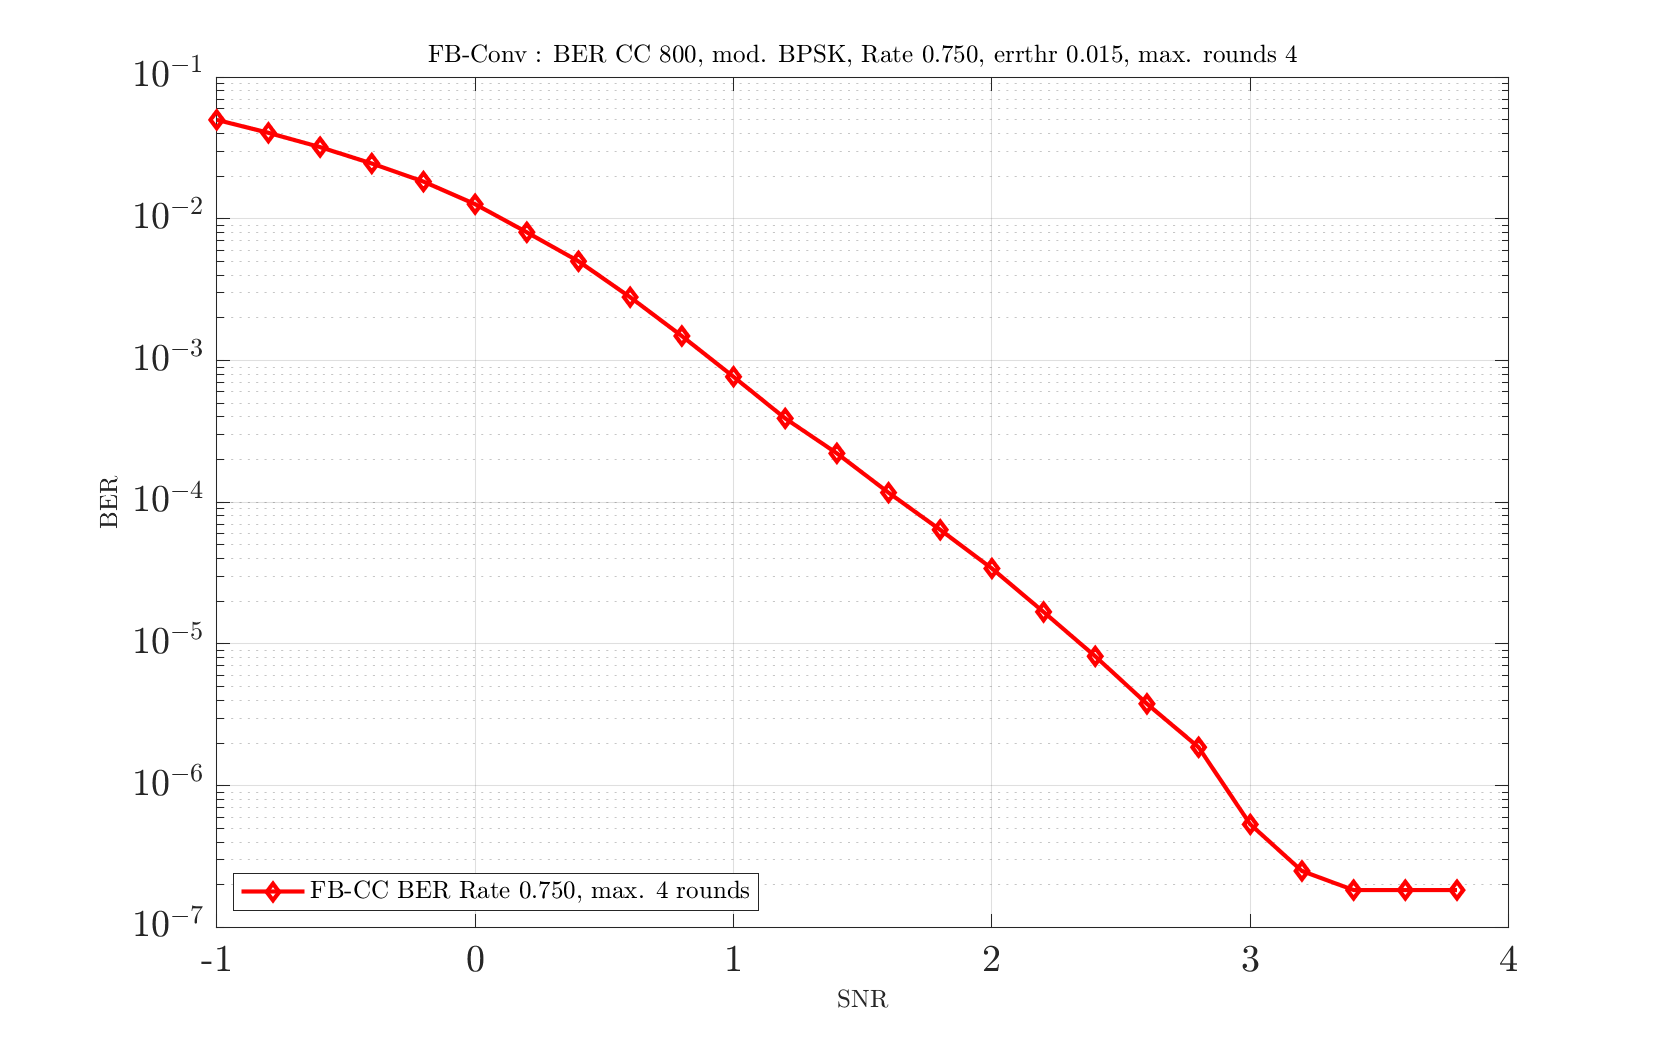 FB-Conv : BER CC 800, mod. BPSK, Rate 0.750, errthr 0.015, max. rounds 4
10^{-1}
10^{-2}
10^{-3}
10^{-4}
10^{-5}
10^{-6}
10^{-7}
BER
FB-CC BER Rate 0.750, max. 4 rounds
-1 0 1 2 3 4
SNR